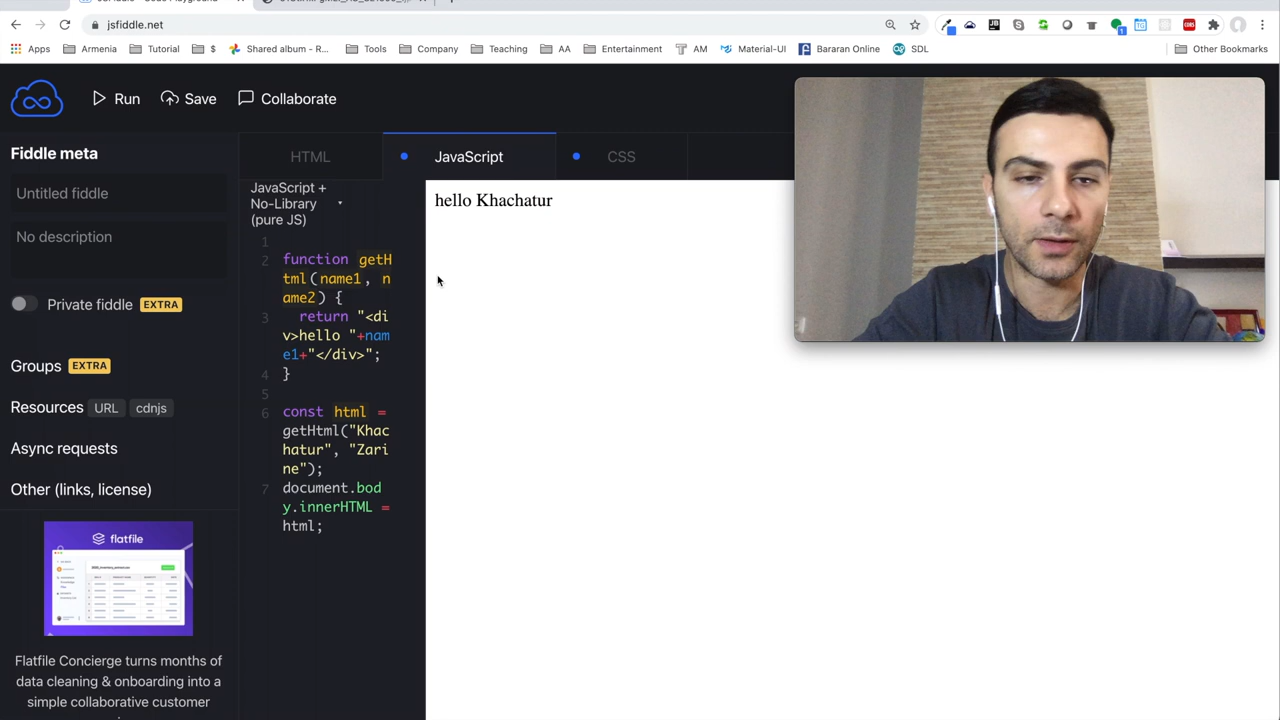 jsfiddle.net
Apps Armenia Tutorial $ Shared album - R... Tools Company Teaching AA Entertainment AM Material-UI Bararan Online SDL Other Bookmarks
Run Save Collaborate
Fiddle meta
Untitled fiddle
No description
Private fiddle EXTRA
Groups EXTRA
Resources URL cdnjs
Async requests
Other (links, license)
flatfile
Flatfile Concierge turns months of
data cleaning & onboarding into a
simple collaborative customer
HTML JavaScript CSS
JavaScript +
No-Library
(pure JS)
1
2 function getH
tml(name1, n
ame2) {
3 return "<di
v>hello "+nam
e1+"</div>";
4 }
5
6 const html =
getHtml("Khac
hatur", "Zari
ne");
7 document.bod
y.innerHTML =
html;
hello Khachatur